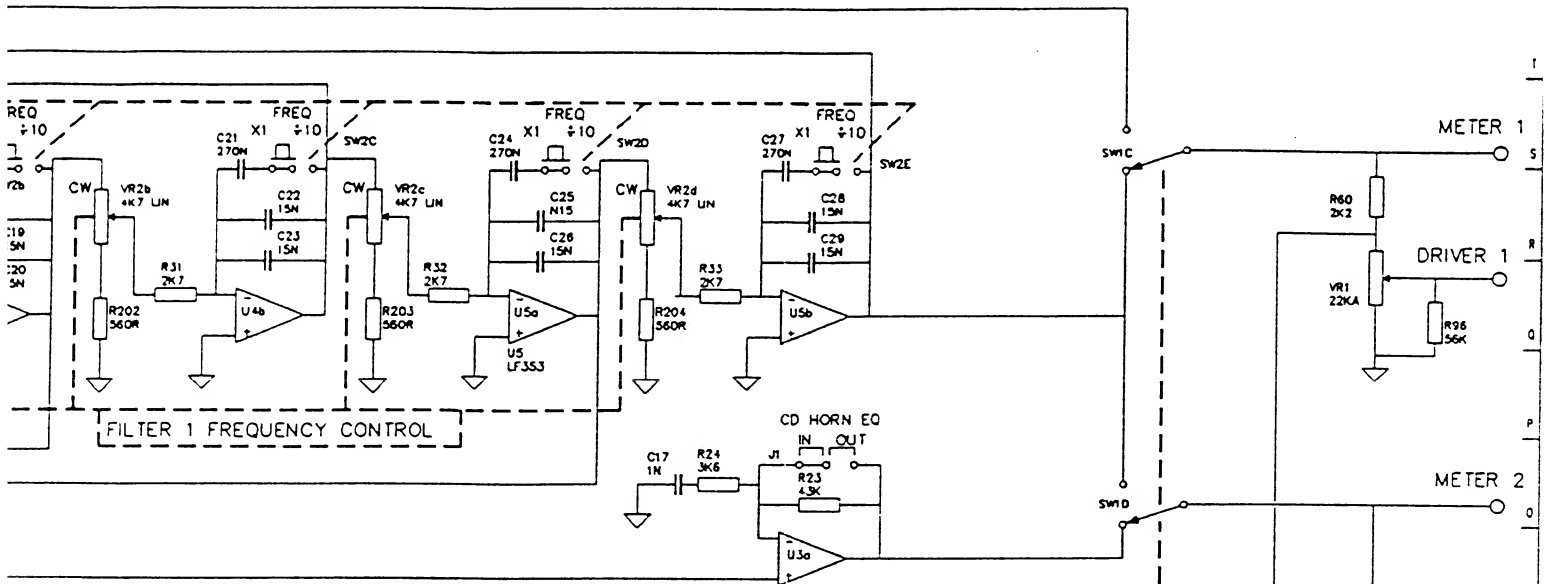 METER 1
FREQ
÷10
FREQ
X1 ÷10
FREQ
X1 ÷10
FREQ
X1 ÷10
C21
270N
SW2C
C24
270N
SW2D
C27
270N
SW2E
SW1C
S
CW
VR2b
4K7 LIN
C22
15N
CW
VR2c
4K7 LIN
C25
N15
CW
VR2d
4K7 LIN
C28
15N
R60
2K2
C19
5N
C23
15N
C26
15N
C29
15N
R
C20
5N
R31
2K7
R32
2K7
R33
2K7
DRIVER 1
VR1
22KA
R202
560R
U4b
R203
560R
U5a
R204
560R
U5b
R96
56K
Q
U5
LF353
FILTER 1 FREQUENCY CONTROL
CD HORN EQ
IN OUT
P
C17
1N
R24
3K6
J1
R23
43K
METER 2
SW1D
O
U3a
- +
- +
- +
- +